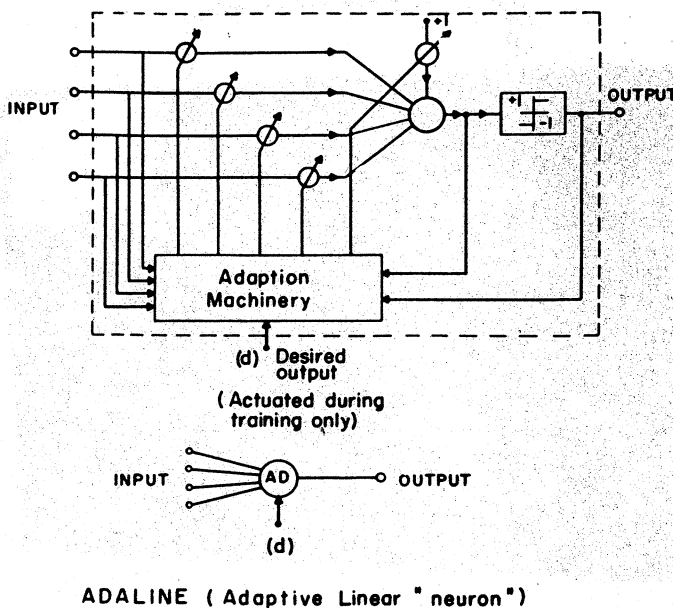 +1
INPUT
+1
-1
OUTPUT
Adaption
Machinery
(d) Desired
output
(Actuated during
training only)
INPUT
AD
OUTPUT
(d)
ADALINE (Adaptive Linear "neuron")